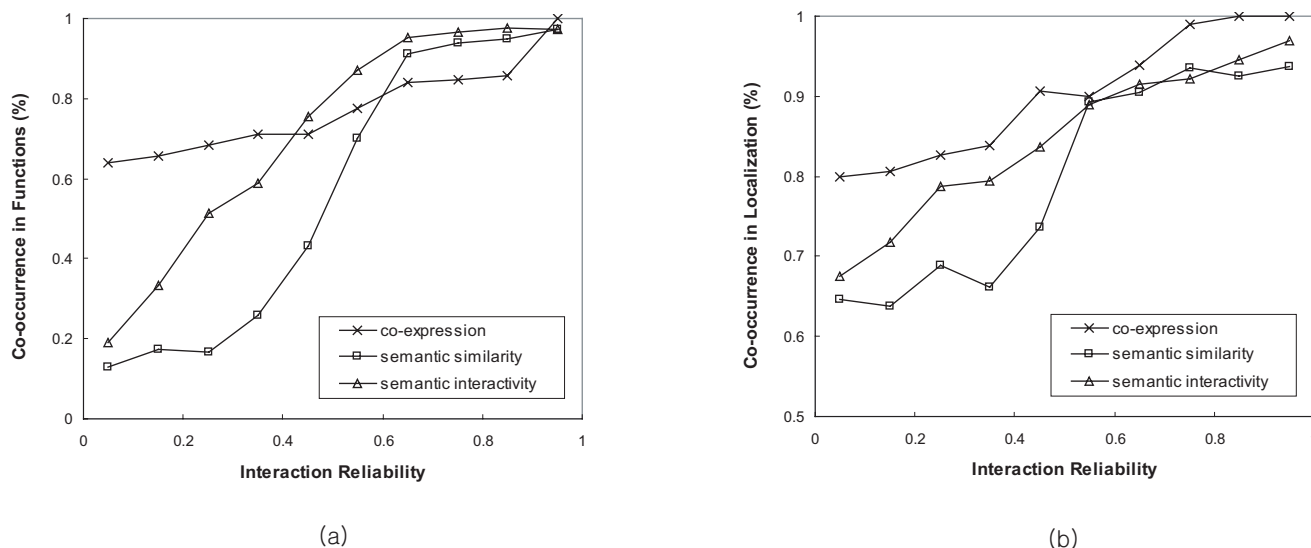 Co-occurrence in Functions (%)
1
0.8
0.6
0.4
0.2
0
0 0.2 0.4 0.6 0.8 1
Interaction Reliability
co-expression
semantic similarity
semantic interactivity
(a)
Co-occurrence in Localization (%)
1
0.9
0.8
0.7
0.6
0.5
0 0.2 0.4 0.6 0.8
Interaction Reliability
co-expression
semantic similarity
semantic interactivity
(b)